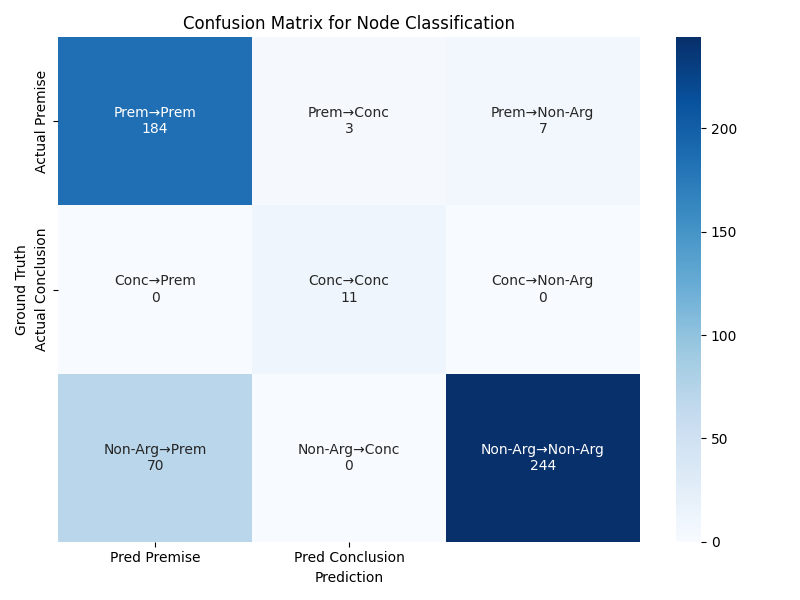 Confusion Matrix for Node Classification
Actual Premise
Prem→Prem
184
Prem→Conc
3
Prem→Non-Arg
7
Ground Truth
Actual Conclusion
Conc→Prem
0
Conc→Conc
11
Conc→Non-Arg
0
Non-Arg→Prem
70
Non-Arg→Conc
0
Non-Arg→Non-Arg
244
Pred Premise
Pred Conclusion
Prediction
200
150
100
50
0